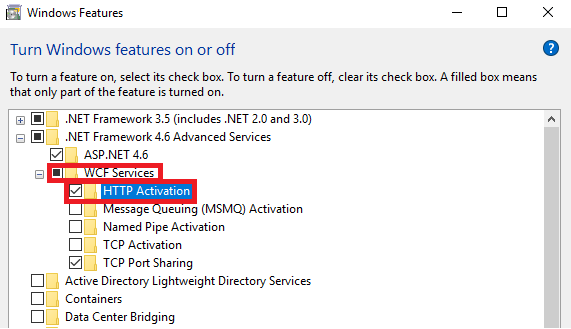 Windows Features
Turn Windows features on or off
To turn a feature on, select its check box. To turn a feature off, clear its check box. A filled box means
that only part of the feature is turned on.
.NET Framework 3.5 (includes .NET 2.0 and 3.0)
.NET Framework 4.6 Advanced Services
ASP.NET 4.6
WCF Services
HTTP Activation
Message Queuing (MSMQ) Activation
Named Pipe Activation
TCP Activation
TCP Port Sharing
Active Directory Lightweight Directory Services
Containers
Data Center Bridging